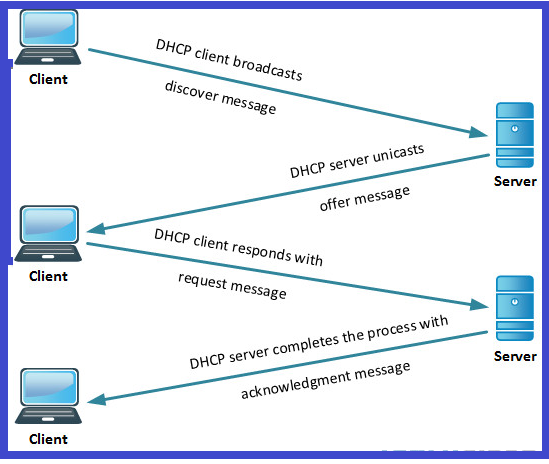 Client
DHCP client broadcasts
discover message
Server
DHCP server unicasts
offer message
Client
DHCP client responds with
request message
Server
DHCP server completes the process with
acknowledgment message
Client